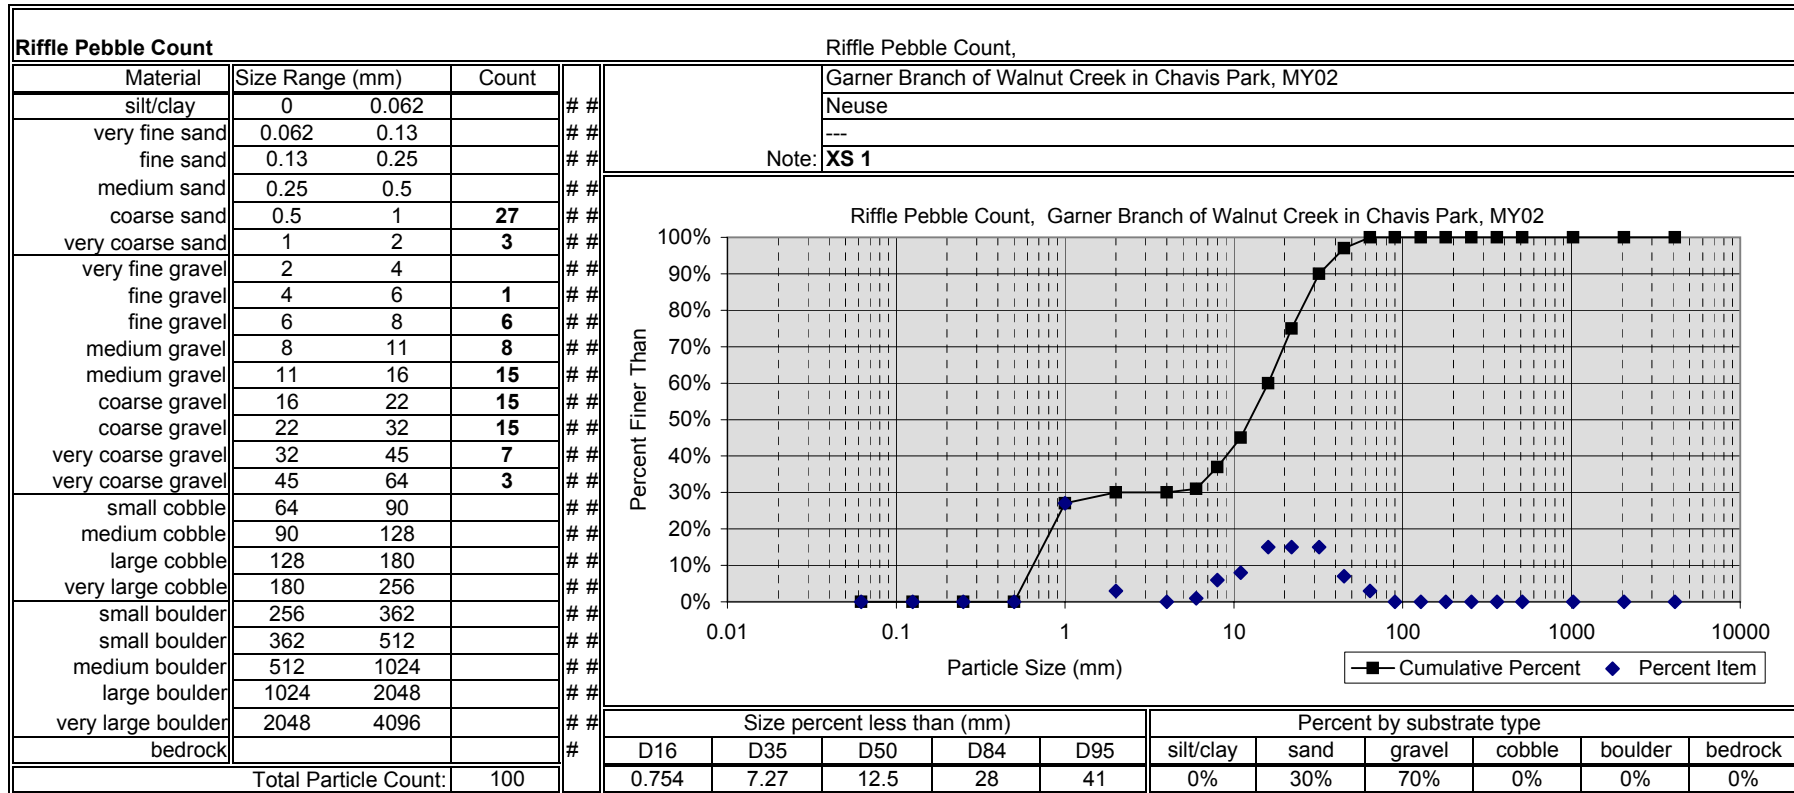 Riffle Pebble Count
Riffle Pebble Count,
Material Size Range (mm) Count
Garner Branch of Walnut Creek in Chavis Park, MY02
silt/clay 0 0.062 # #
Neuse
very fine sand 0.062 0.13 # #
---
fine sand 0.13 0.25 # #
Note: XS 1
medium sand 0.25 0.5 # #
coarse sand 0.5 1 27 # #
very coarse sand 1 2 3 # #
very fine gravel 2 4 # #
fine gravel 4 6 1 # #
fine gravel 6 8 6 # #
medium gravel 8 11 8 # #
medium gravel 11 16 15 # #
coarse gravel 16 22 15 # #
coarse gravel 22 32 15 # #
very coarse gravel 32 45 7 # #
very coarse gravel 45 64 3 # #
small cobble 64 90 # #
medium cobble 90 128 # #
large cobble 128 180 # #
very large cobble 180 256 # #
small boulder 256 362 # #
small boulder 362 512 # #
medium boulder 512 1024 # #
large boulder 1024 2048 # #
very large boulder 2048 4096 # #
bedrock #
Total Particle Count: 100
Riffle Pebble Count, Garner Branch of Walnut Creek in Chavis Park, MY02
100%
90%
80%
70%
60%
50%
40%
30%
20%
10%
0%
Percent Finer Than
0.01 0.1 1 10 100 1000 10000
Particle Size (mm)
Cumulative Percent Percent Item
Size percent less than (mm) Percent by substrate type
D16 D35 D50 D84 D95 silt/clay sand gravel cobble boulder bedrock
0.754 7.27 12.5 28 41 0% 30% 70% 0% 0% 0%